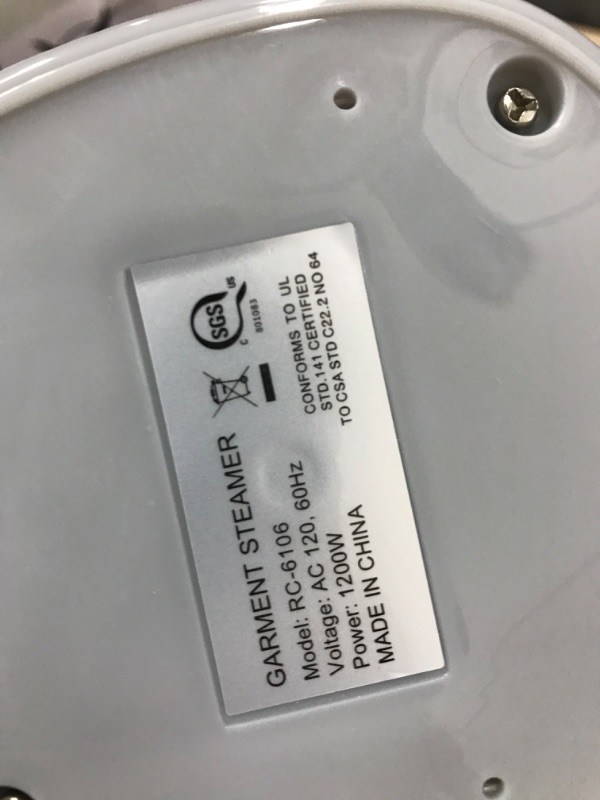 GARMENT STEAMER
Model: RC-6106
Voltage: AC 120, 60Hz
Power: 1200W
MADE IN CHINA
SGS
C US
801083
CONFORMS TO UL
STD.141 CERTIFIED
TO CSA STD C22.2 NO 64